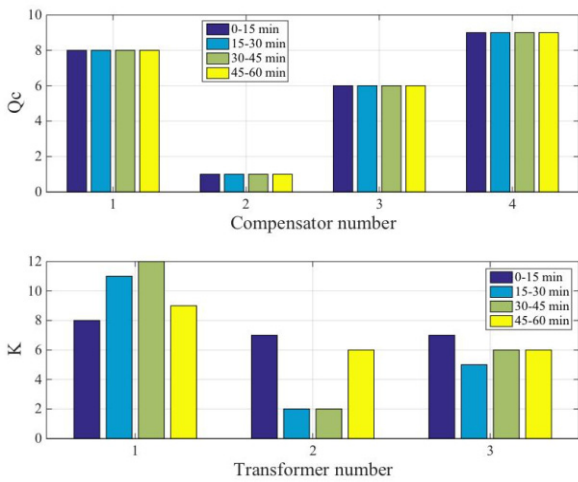 10
8
6
4
2
0
Qc
0-15 min
15-30 min
30-45 min
45-60 min
1 2 3 4
Compensator number
12
10
8
6
4
2
0
K
0-15 min
15-30 min
30-45 min
45-60 min
1 2 3
Transformer number